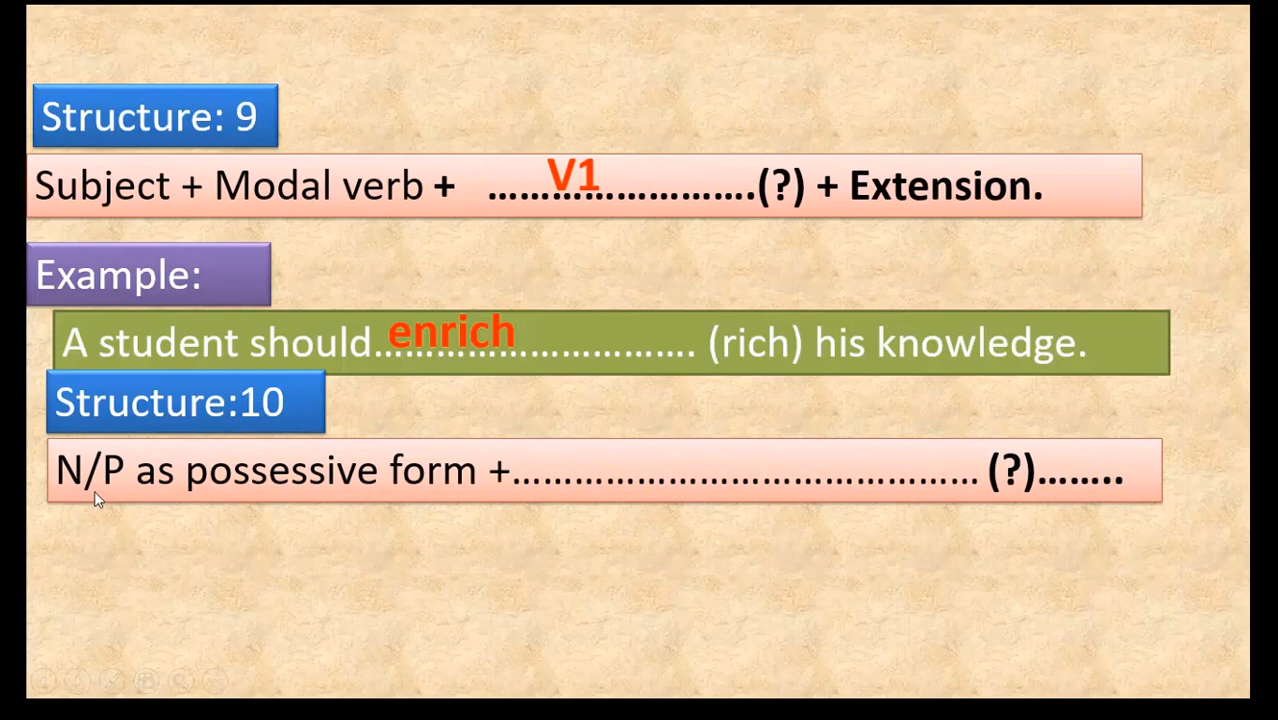 Structure: 9
Subject + Modal verb + ……V1……………….(?) + Extension.
Example:
A student should……enrich…………………. (rich) his knowledge.
Structure:10
N/P as possessive form +……………………………………… (?)……..